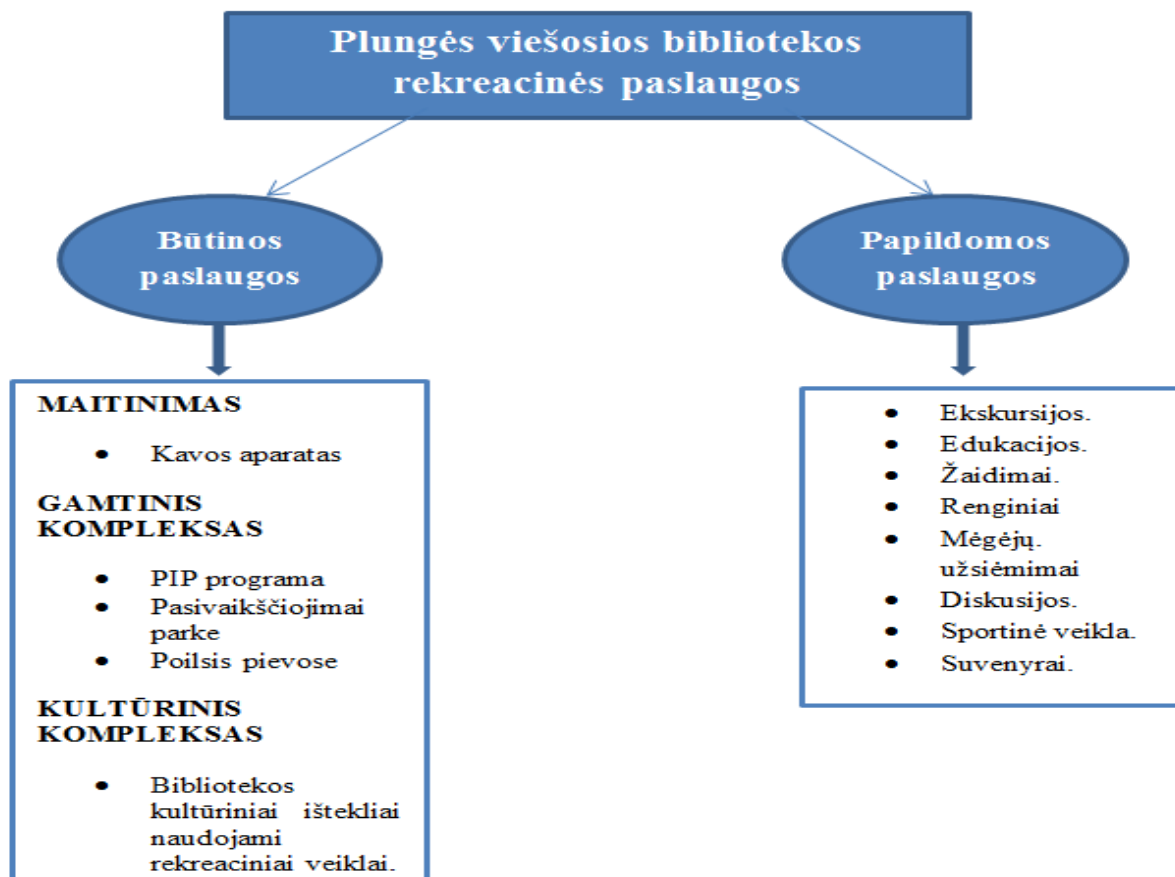 Plungės viešosios bibliotekos
rekreacinės paslaugos
Būtinos
paslaugos
Papildomos
paslaugos
MAITINIMAS
• Kavos aparatas
GAMTINIS
KOMPLEKSAS
• PIP programa
• Pasivaikščiojimai
parke
• Poilsis pievose
KULTŪRINIS
KOMPLEKSAS
• Bibliotekos
kultūriniai ištekliai
naudojami
rekreaciniai veiklai.
• Ekskursijos.
• Edukacijos.
• Žaidimai.
• Renginiai
• Mėgėjų.
užsiėmimai
• Diskusijos.
• Sportinė veikla.
• Suvenyrai.